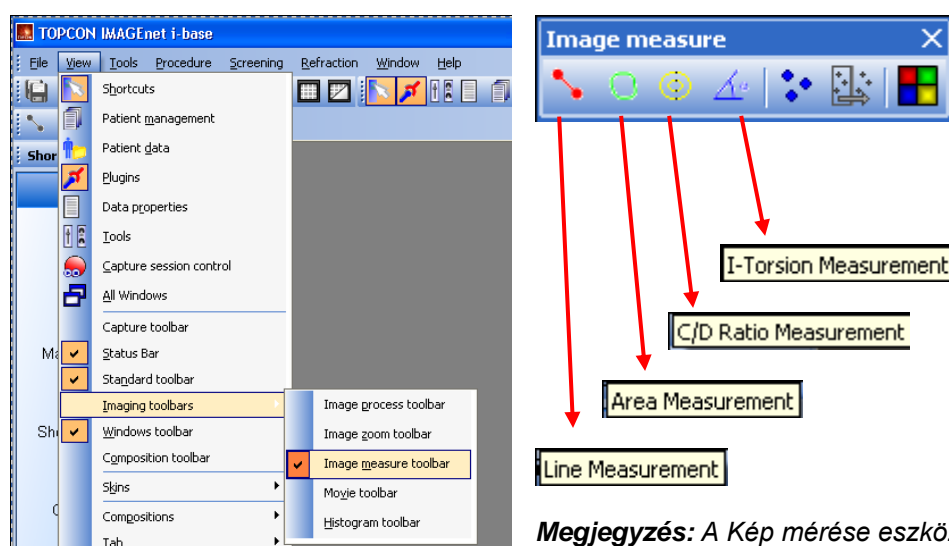 TOPCON IMAGEnet i-base
File View Tools Procedure Screening Refraction Window Help
Shortcuts
Patient management
Patient data
Shor
Plugins
Data properties
Tools
Capture session control
All Windows
Capture toolbar
Status Bar
Standard toolbar
Imaging toolbars
Windows toolbar
Composition toolbar
Skins
Compositions
Tab
Image process toolbar
Image zoom toolbar
Image measure toolbar
Movie toolbar
Histogram toolbar
Image measure
I-Torsion Measurement
C/D Ratio Measurement
Area Measurement
Line Measurement
Megjegyzés: A Kép mérése eszkö